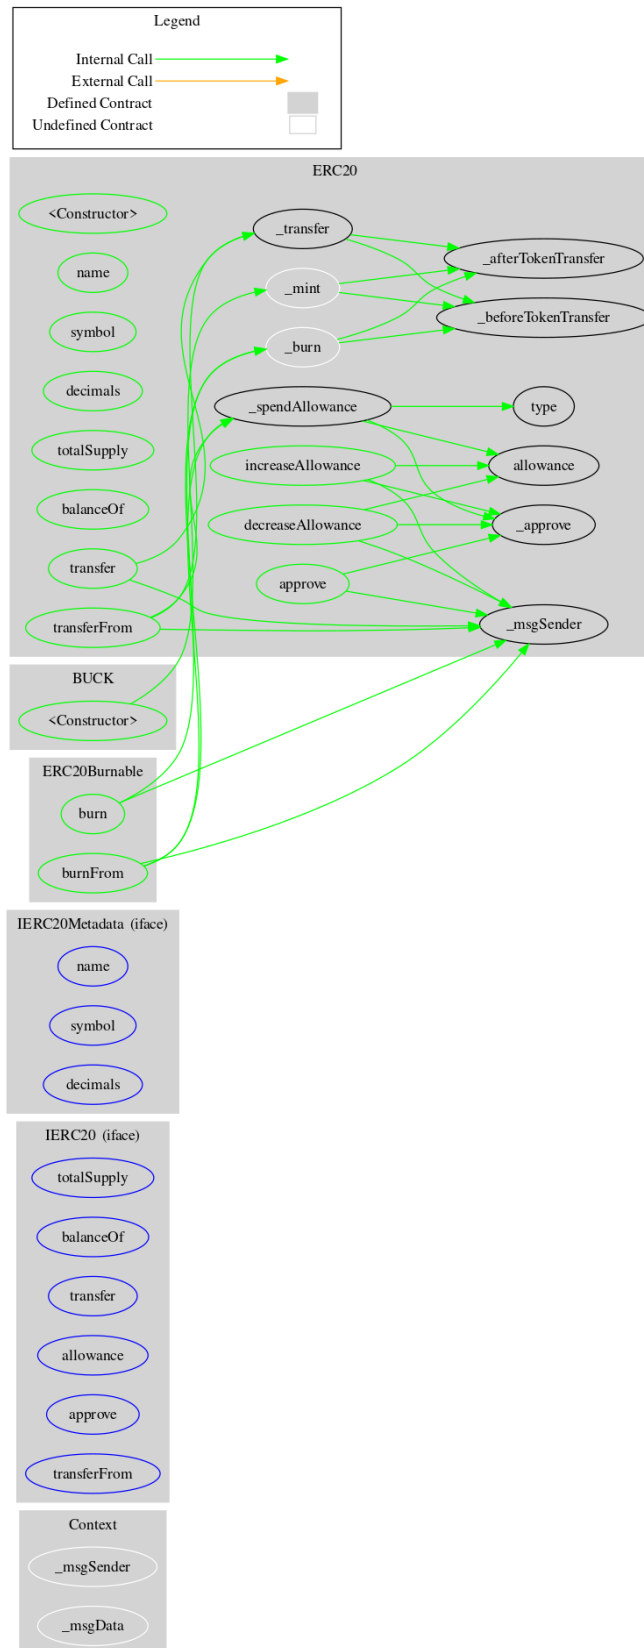 Legend
Internal Call
External Call
Defined Contract
Undefined Contract
ERC20
<Constructor>
name
symbol
decimals
totalSupply
balanceOf
transfer
transferFrom
_transfer
_mint
_burn
_spendAllowance
increaseAllowance
decreaseAllowance
approve
_afterTokenTransfer
_beforeTokenTransfer
type
allowance
_approve
_msgSender
BUCK
<Constructor>
ERC20Burnable
burn
burnFrom
IERC20Metadata (iface)
name
symbol
decimals
IERC20 (iface)
totalSupply
balanceOf
transfer
allowance
approve
transferFrom
Context
_msgSender
_msgData